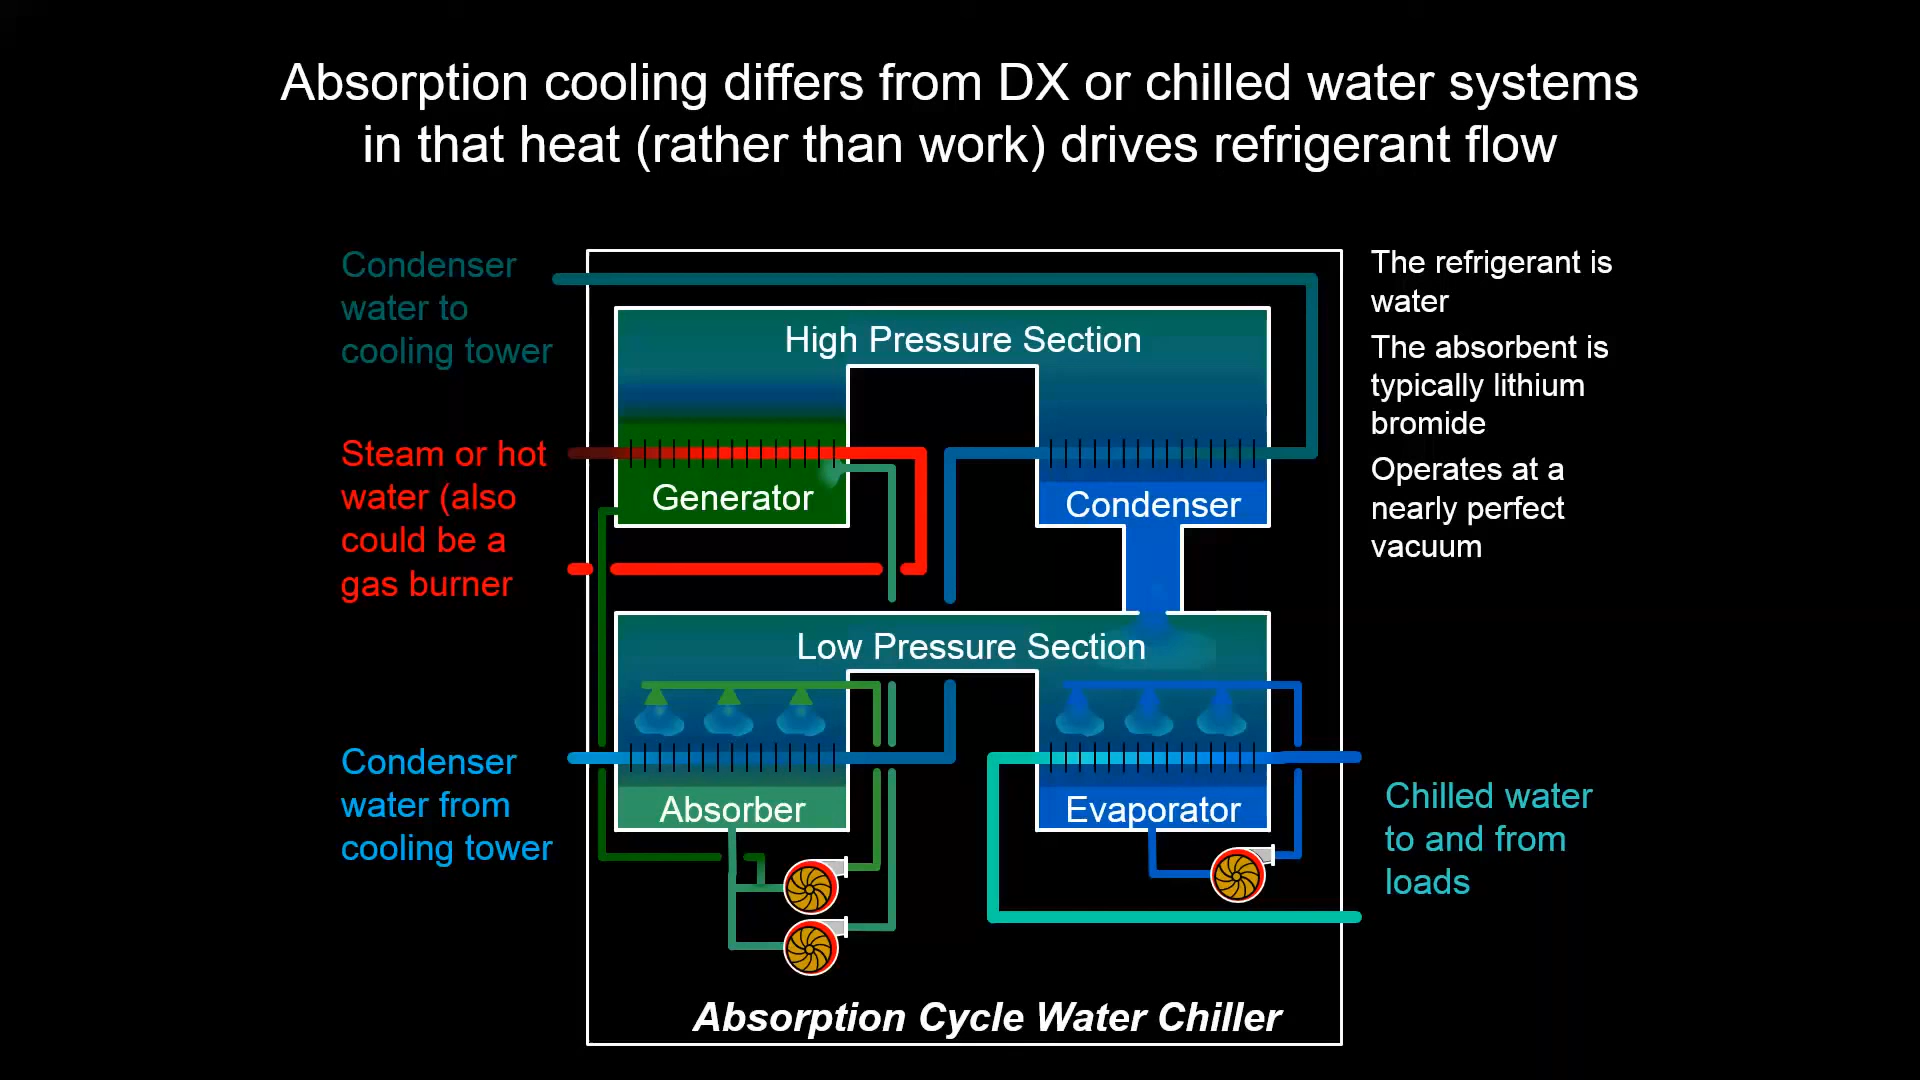 Absorption cooling differs from DX or chilled water systems
in that heat (rather than work) drives refrigerant flow
Condenser
water to
cooling tower
High Pressure Section
The refrigerant is
water
The absorbent is
typically lithium
bromide
Operates at a
nearly perfect
vacuum
Steam or hot
water (also
could be a
gas burner
Generator
Condenser
Low Pressure Section
Condenser
water from
cooling tower
Absorber
Evaporator
Chilled water
to and from
loads
Absorption Cycle Water Chiller